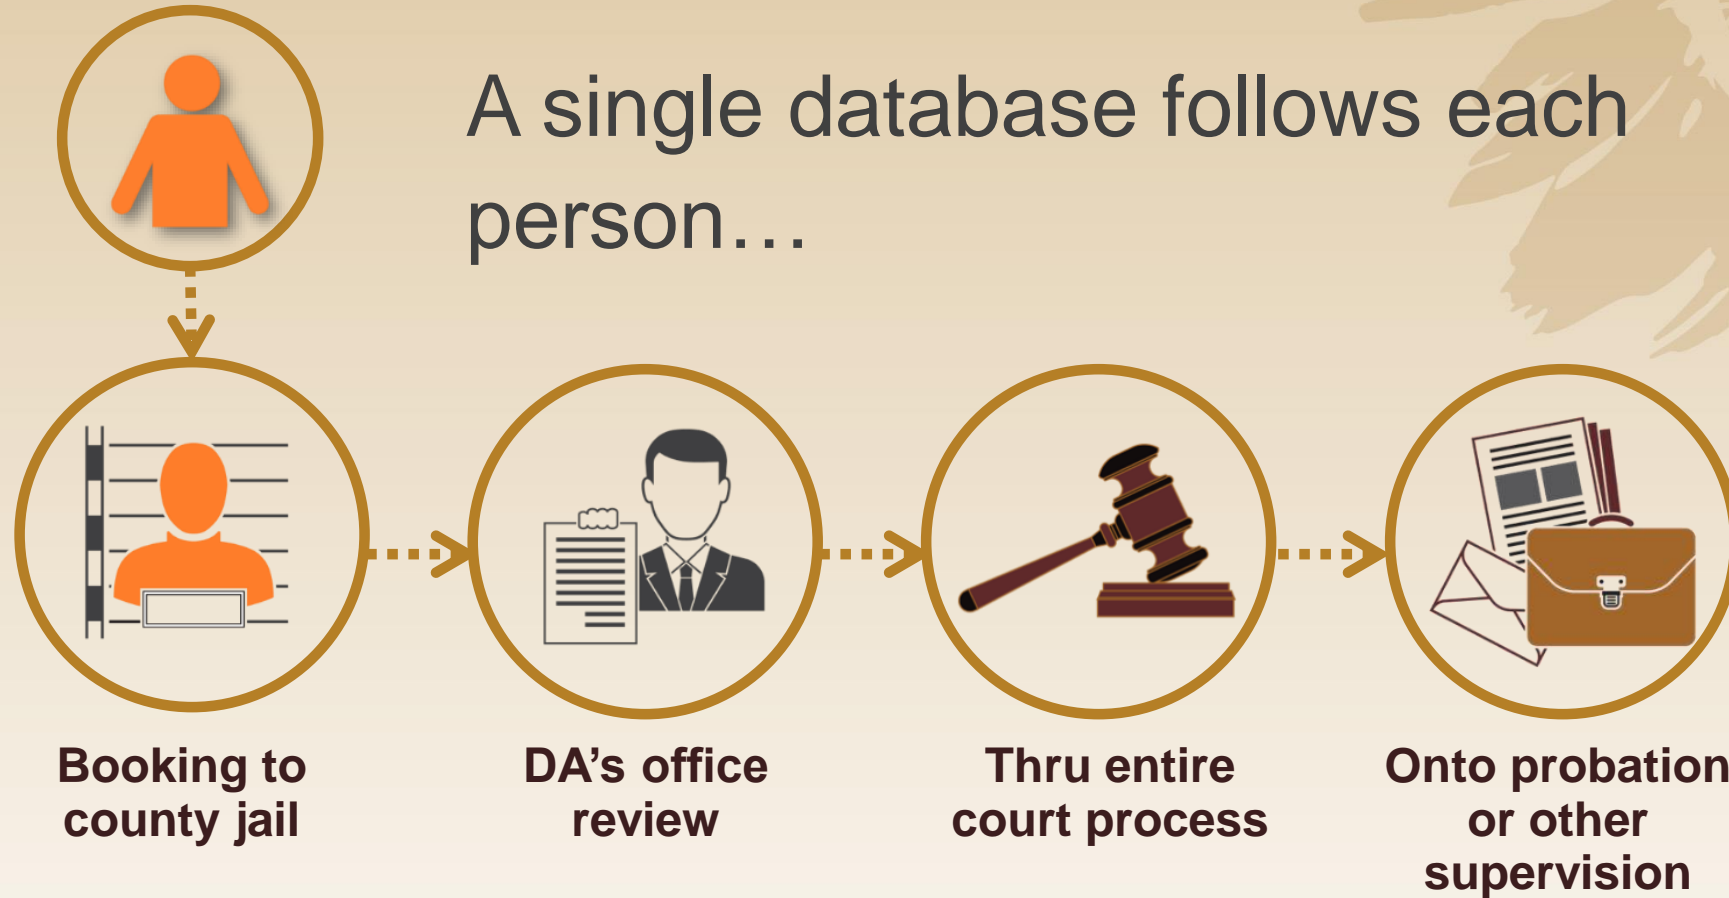 A single database follows each
person…
Booking to
county jail
DA’s office
review
Thru entire
court process
Onto probation
or other
supervision